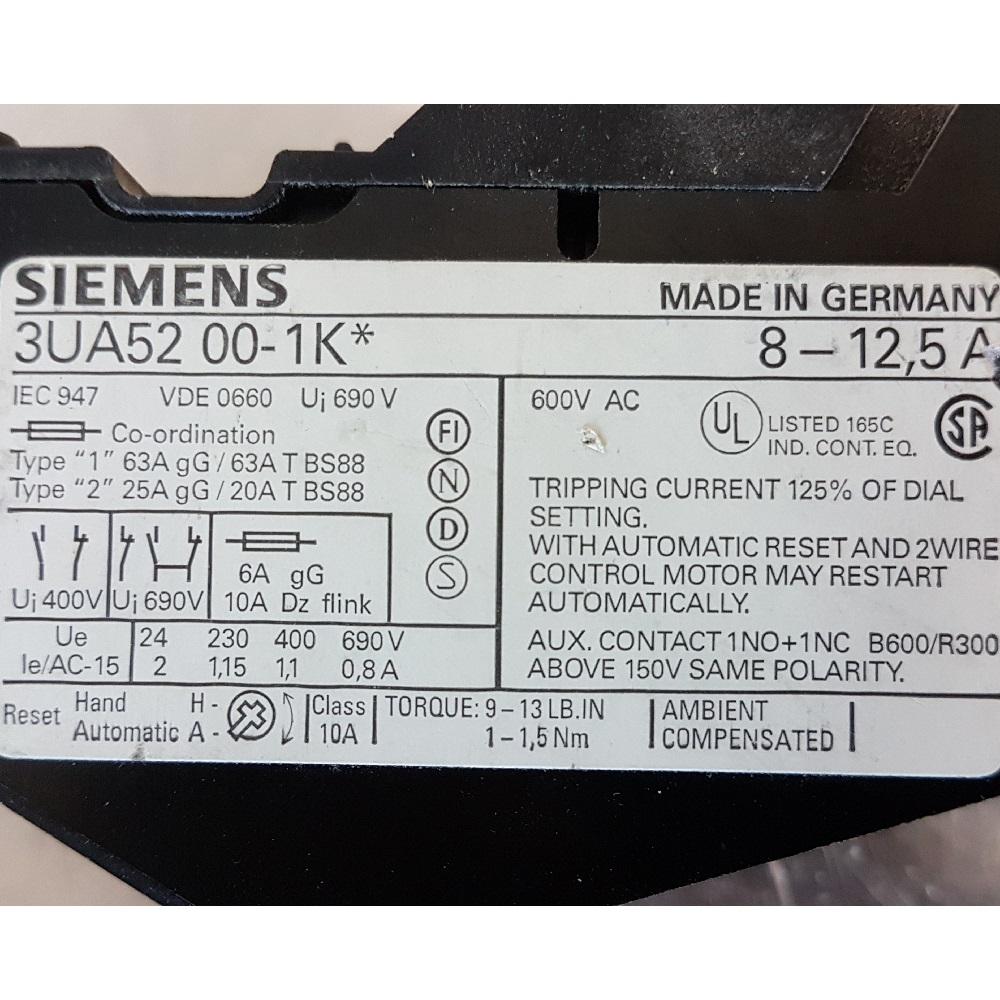 SIEMENS MADE IN GERMANY
3UA52 00-1K* 8–12,5 A
IEC 947 VDE 0660 Ui 690 V
Co-ordination
Type "1" 63A gG / 63A T BS88
Type "2" 25A gG / 20A T BS88
FI
N
D
S
Ui 400V Ui 690V
6A gG
10A Dz flink
Ue 24 230 400 690 V
Ie/AC-15 2 1,15 1,1 0,8 A
600V AC
UL LISTED 165C
IND. CONT. EQ.
SA
TRIPPING CURRENT 125% OF DIAL
SETTING.
WITH AUTOMATIC RESET AND 2WIRE
CONTROL MOTOR MAY RESTART
AUTOMATICALLY.
AUX. CONTACT 1NO+1NC B600/R300
ABOVE 150V SAME POLARITY.
Reset Hand H -
Automatic A -
Class
10A
TORQUE: 9–13 LB.IN
1–1,5 Nm
AMBIENT
COMPENSATED